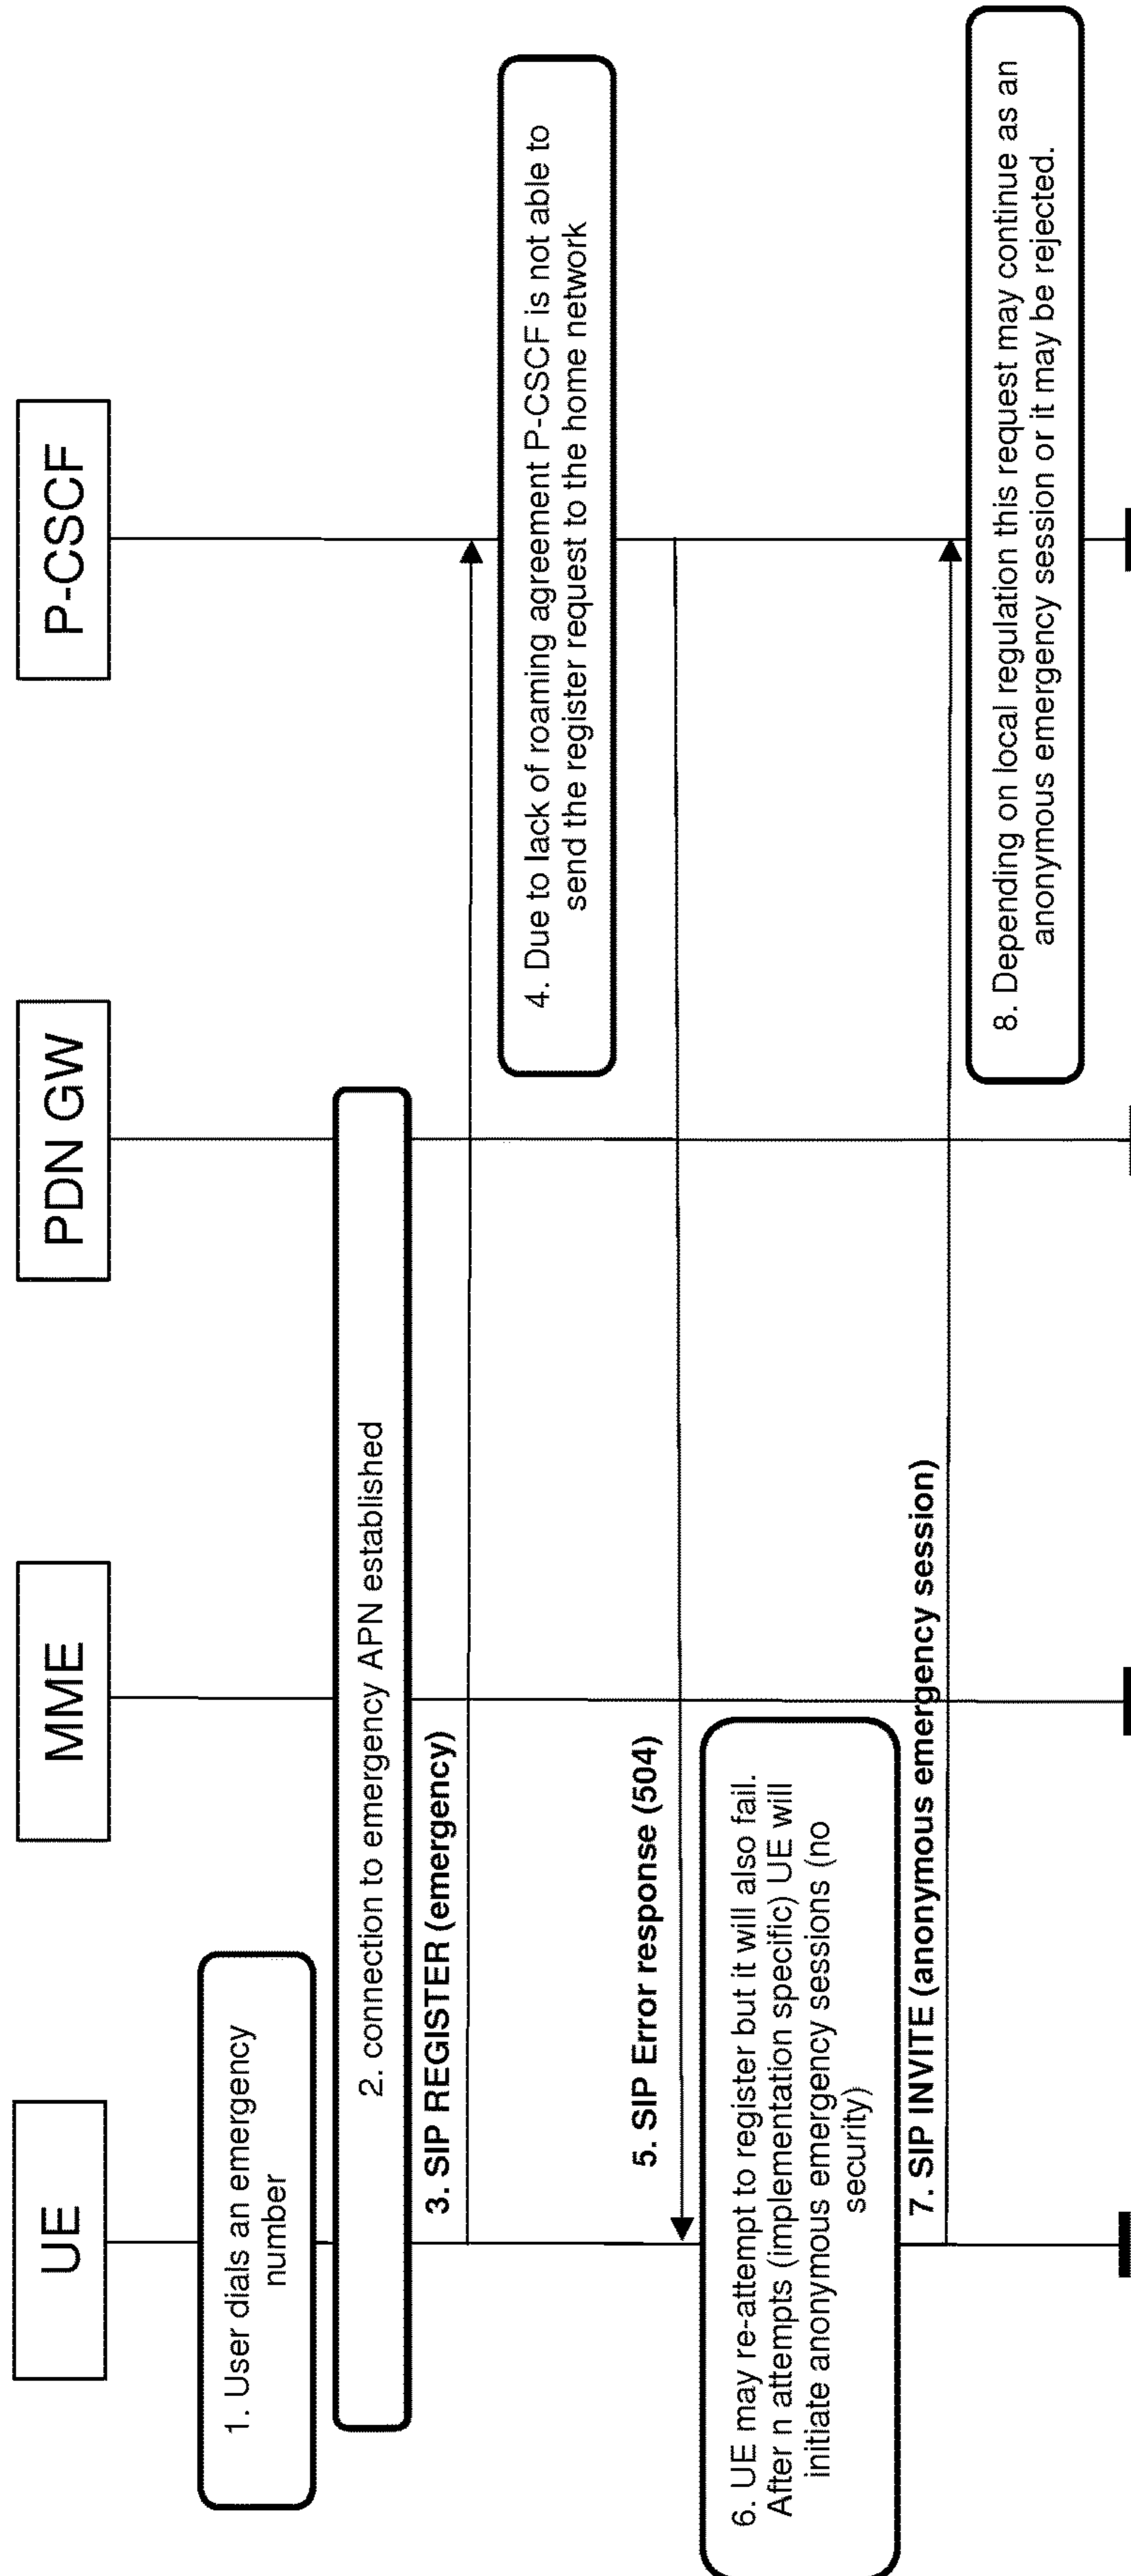 UE
MME
PDN GW
P-CSCF
1. User dials an emergency
number
2. connection to emergency APN established
3. SIP REGISTER (emergency)
4. Due to lack of roaming agreement P-CSCF is not able to
send the register request to the home network
5. SIP Error response (504)
6. UE may re-attempt to register but it will also fail.
After n attempts (implementation specific) UE will
initiate anonymous emergency sessions (no
security)
7. SIP INVITE (anonymous emergency session)
8. Depending on local regulation this request may continue as an
anonymous emergency session or it may be rejected.